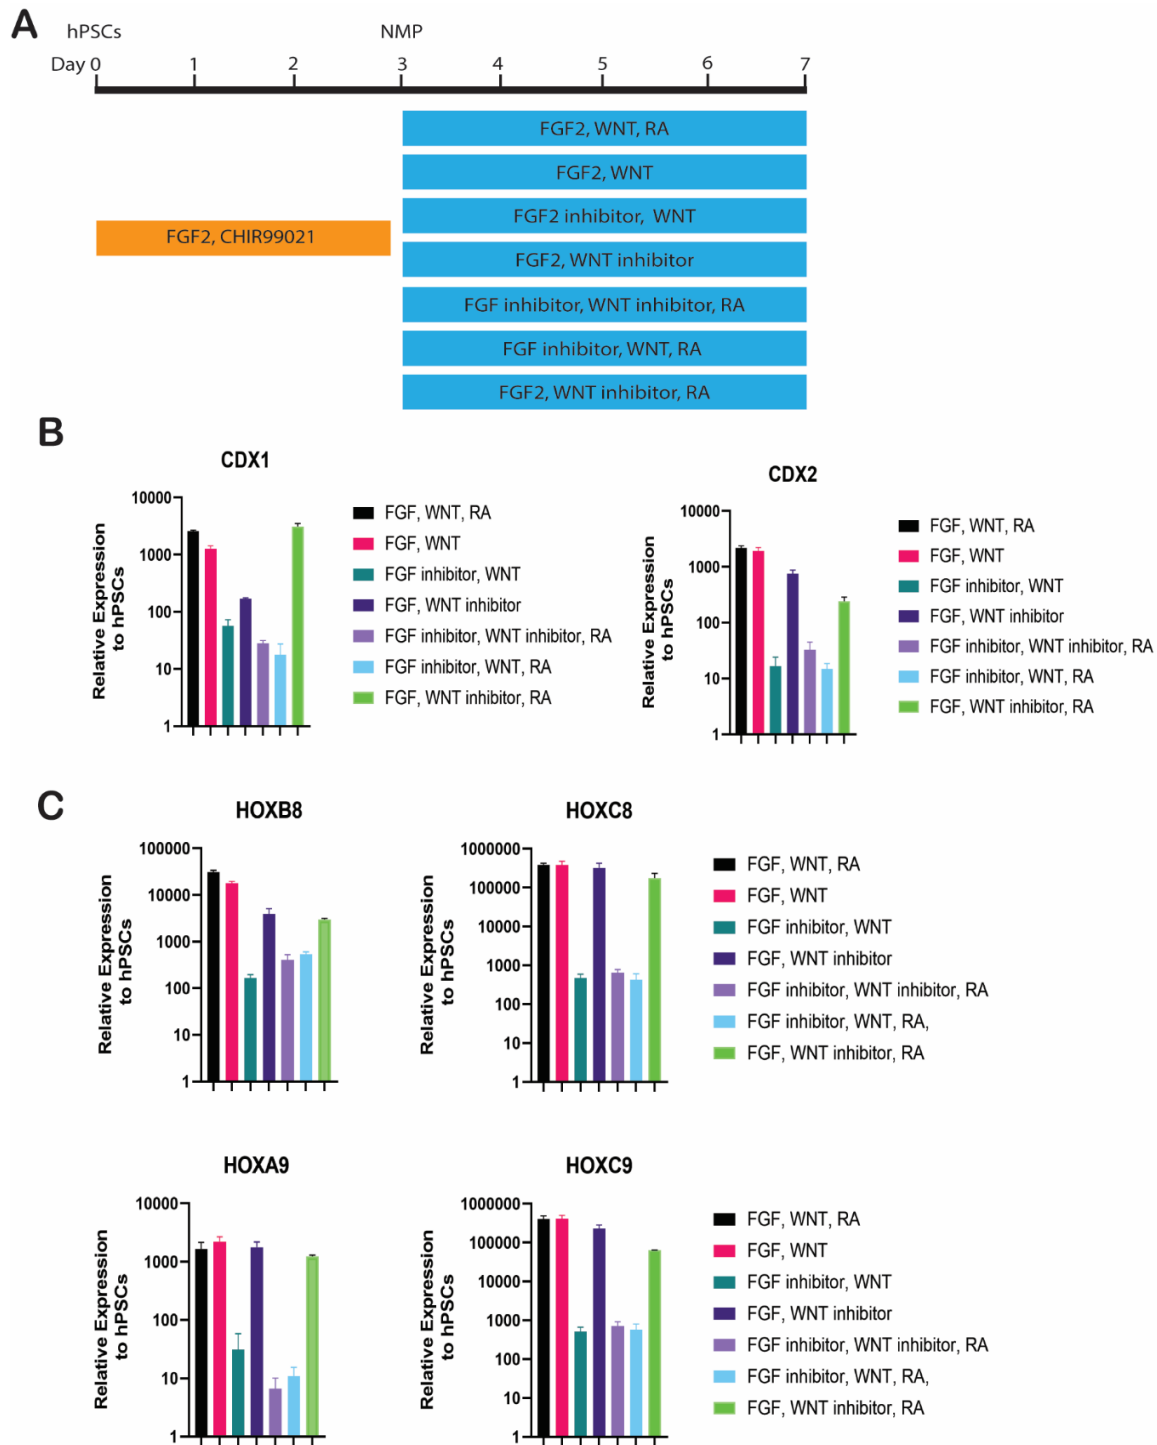 A
hPSCs NMP
Day 0 1 2 3 4 5 6 7
FGF2, WNT, RA
FGF2, WNT
FGF2 inhibitor, WNT
FGF2, CHIR99021
FGF2, WNT inhibitor
FGF inhibitor, WNT inhibitor, RA
FGF inhibitor, WNT, RA
FGF2, WNT inhibitor, RA
B
CDX1
Relative Expression
to hPSCs
10000
1000
100
10
1
FGF, WNT, RA
FGF, WNT
FGF inhibitor, WNT
FGF, WNT inhibitor
FGF inhibitor, WNT inhibitor, RA
FGF inhibitor, WNT, RA
FGF, WNT inhibitor, RA
CDX2
Relative Expression
to hPSCs
10000
1000
100
10
1
FGF, WNT, RA
FGF, WNT
FGF inhibitor, WNT
FGF, WNT inhibitor
FGF inhibitor, WNT inhibitor, RA
FGF inhibitor, WNT, RA
FGF, WNT inhibitor, RA
C
HOXB8
Relative Expression
to hPSCs
100000
10000
1000
100
10
1
HOXC8
Relative Expression
to hPSCs
1000000
100000
10000
1000
100
10
1
FGF, WNT, RA
FGF, WNT
FGF inhibitor, WNT
FGF, WNT inhibitor
FGF inhibitor, WNT inhibitor, RA
FGF inhibitor, WNT, RA,
FGF, WNT inhibitor, RA
HOXA9
Relative Expression
to hPSCs
10000
1000
100
10
1
HOXC9
Relative Expression
to hPSCs
1000000
100000
10000
1000
100
10
1
FGF, WNT, RA
FGF, WNT
FGF inhibitor, WNT
FGF, WNT inhibitor
FGF inhibitor, WNT inhibitor, RA
FGF inhibitor, WNT, RA,
FGF, WNT inhibitor, RA